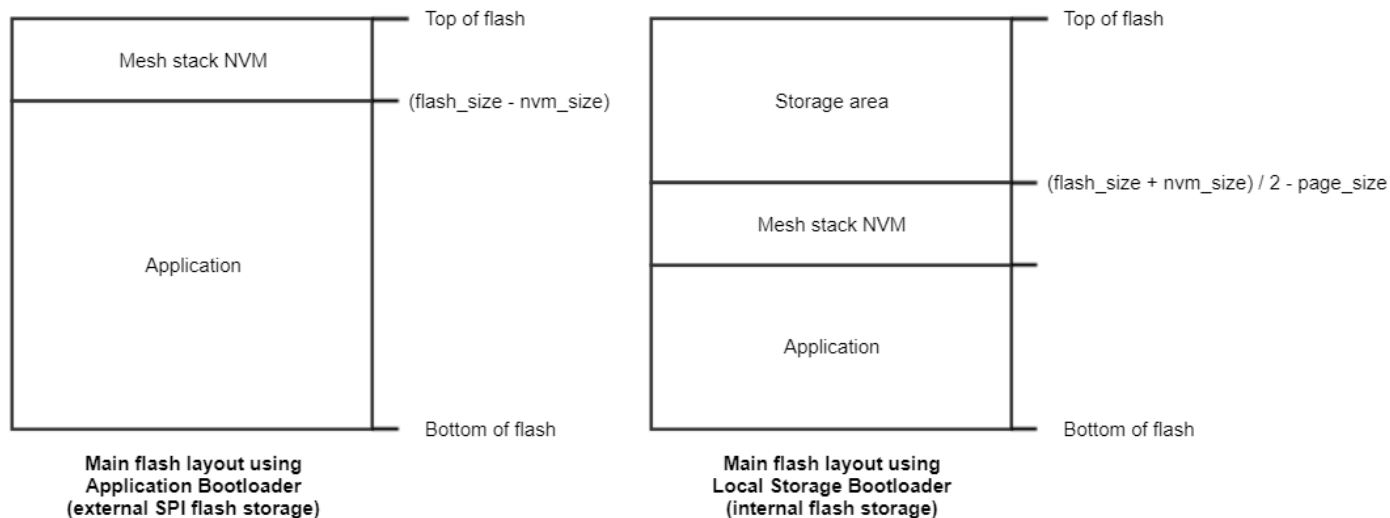 Top of flash
Mesh stack NVM
(flash_size - nvm_size)
Application
Bottom of flash
Main flash layout using
Application Bootloader
(external SPI flash storage)
Top of flash
Storage area
(flash_size + nvm_size) / 2 - page_size
Mesh stack NVM
Application
Bottom of flash
Main flash layout using
Local Storage Bootloader
(internal flash storage)